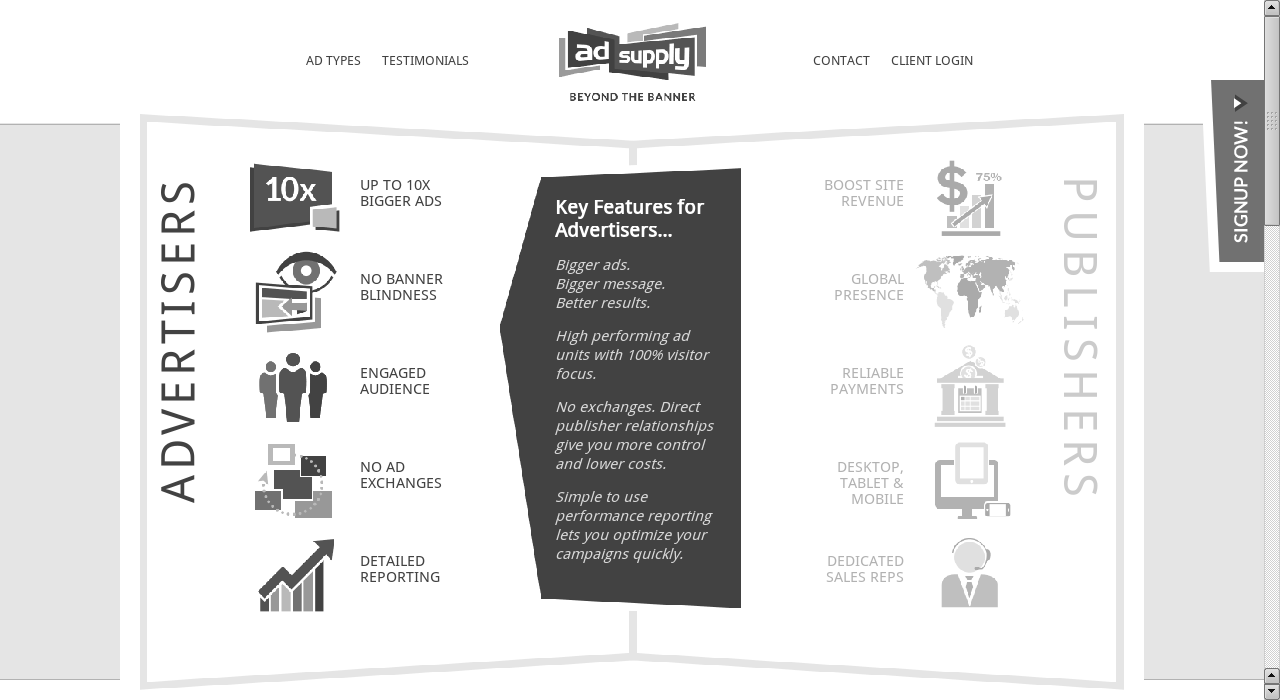 AD TYPES
TESTIMONIALS
ad supply
BEYOND THE BANNER
CONTACT
CLIENT LOGIN
SIGNUP NOW!
ADVERTISERS
10x
UP TO 10X
BIGGER ADS
NO BANNER
BLINDNESS
ENGAGED
AUDIENCE
NO AD
EXCHANGES
DETAILED
REPORTING
Key Features for
Advertisers...
Bigger ads.
Bigger message.
Better results.
High performing ad
units with 100% visitor
focus.
No exchanges. Direct
publisher relationships
give you more control
and lower costs.
Simple to use
performance reporting
lets you optimize your
campaigns quickly.
BOOST SITE
REVENUE
$
75%
GLOBAL
PRESENCE
RELIABLE
PAYMENTS
$ $
$
DESKTOP,
TABLET &
MOBILE
DEDICATED
SALES REPS
PUBLISHERS